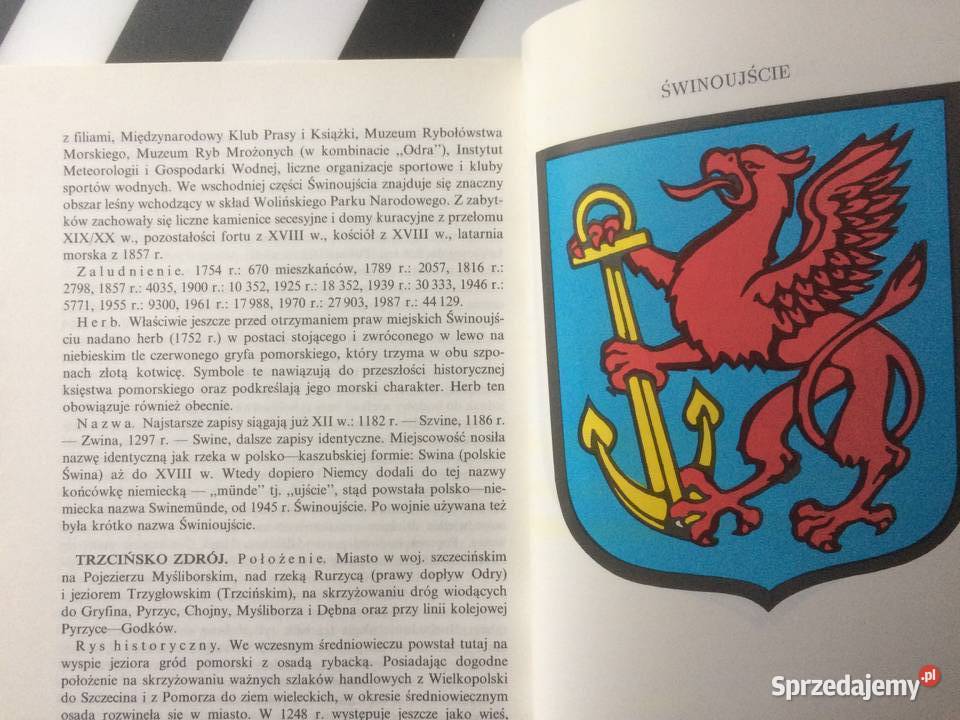 z filiami, Międzynarodowy Klub Prasy i Książki, Muzeum Rybołówstwa
Morskiego, Muzeum Ryb Mrożonych (w kombinacie „Odra”), Instytut
Meteorologii i Gospodarki Wodnej, liczne organizacje sportowe i kluby
sportów wodnych. We wschodniej części Świnoujścia znajduje się znaczny
obszar leśny wchodzący w skład Wolińskiego Parku Narodowego. Z zabyt-
ków zachowały się liczne kamienice secesyjne i domy kuracyjne z przełomu
XIX/XX w., pozostałości fortu z XVIII w., kościół z XVIII w., latarnia
morska z 1857 r.
Zaludnienie. 1754 r.: 670 mieszkańców, 1789 r.: 2057, 1816 r.:
2798, 1857 r.: 4035, 1900 r.: 10 352, 1925 r.: 18 352, 1939 r.: 30 333, 1946 r.:
5771, 1955 r.: 9300, 1961 r.: 17 988, 1970 r.: 27 903, 1987 r.: 44 129.
Herb. Właściwie jeszcze przed otrzymaniem praw miejskich Świnoujś-
ciu nadano herb (1752 r.) w postaci stojącego i zwróconego w lewo na
niebieskim tle czerwonego gryfa pomorskiego, który trzyma w obu szpo-
nach złotą kotwicę. Symbole te nawiązują do przeszłości historycznej
księstwa pomorskiego oraz podkreślają jego morski charakter. Herb ten
obowiązuje również obecnie.
Nazwa. Najstarsze zapisy sięgają już XII w.: 1182 r. — Szvine, 1186 r.
— Zwina, 1297 r. — Swine, dalsze zapisy identyczne. Miejscowość nosiła
nazwę identyczną jak rzeka w polsko—kaszubskiej formie: Swina (polskie
Świna) aż do XVIII w. Wtedy dopiero Niemcy dodali do tej nazwy
końcówkę niemiecką — „münde” tj. „ujście”, stąd powstała polsko—nie-
miecka nazwa Swinemünde, od 1945 r. Świnoujście. Po wojnie używana też
była krótko nazwa Świnioujście.
TRZCIŃSKO ZDRÓJ. Położenie. Miasto w woj. szczecińskim
na Pojezierzu Myśliborskim, nad rzeką Rurzycą (prawy dopływ Odry)
i jeziorem Trzygłowskim (Trzcińskim), na skrzyżowaniu dróg wiodących
do Gryfina, Pyrzyc, Chojny, Myśliborza i Dębna oraz przy linii kolejowej
Pyrzyce—Godków.
Rys historyczny. We wczesnym średniowieczu powstał tutaj na
wyspie jeziora gród pomorski z osadą rybacką. Posiadając dogodne
położenie na skrzyżowaniu ważnych szlaków handlowych z Wielkopolski
do Szczecina i z Pomorza do ziem wieleckich, w okresie średniowiecznym
osada rozwinęła się w miasto. W 1248 r. występuje jeszcze jako wieś,
ŚWINOUJŚCIE
Sprzedajemy.pl